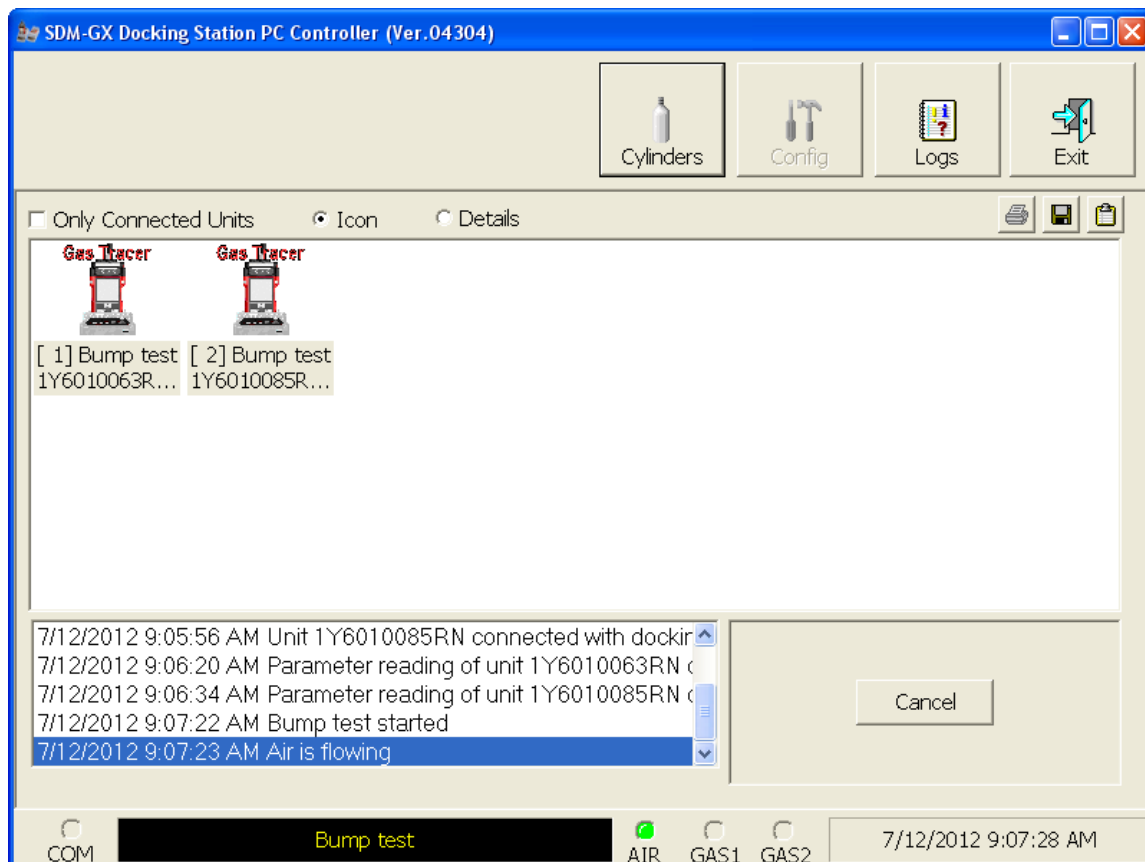 SDM-GX Docking Station PC Controller (Ver.04304)
Cylinders
Config
Logs
Exit
Only Connected Units
Icon
Details
Gas Tracer
Gas Tracer
[ 1] Bump test
1Y6010063R...
[ 2] Bump test
1Y6010085R...
7/12/2012 9:05:56 AM Unit 1Y6010085RN connected with dockin
7/12/2012 9:06:20 AM Parameter reading of unit 1Y6010063RN
7/12/2012 9:06:34 AM Parameter reading of unit 1Y6010085RN
7/12/2012 9:07:22 AM Bump test started
7/12/2012 9:07:23 AM Air is flowing
Cancel
COM
Bump test
AIR
GAS1
GAS2
7/12/2012 9:07:28 AM